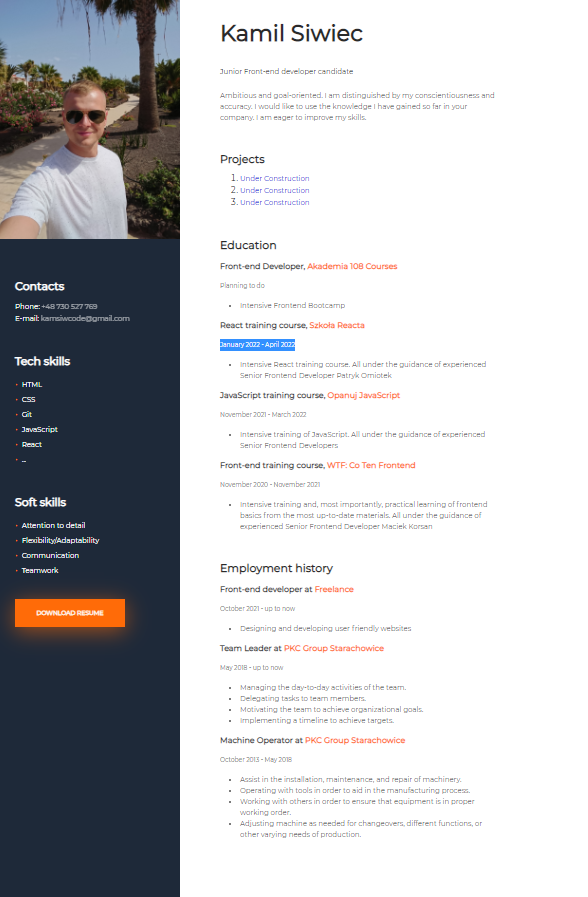 Kamil Siwiec
Junior Front-end developer candidate
Ambitious and goal-oriented. I am distinguished by my conscientiousness and
accuracy. I would like to use the knowledge I have gained so far in your
company. I am eager to improve my skills.
Projects
1. Under Construction
2. Under Construction
3. Under Construction
Education
Front-end Developer, Akademia 108 Courses
Planning to do
• Intensive Frontend Bootcamp
React training course, Szkoła Reacta
January 2022 - April 2022
• Intensive React training course. All under the guidance of experienced
Senior Frontend Developer Patryk Omiotek
JavaScript training course, Opanuj JavaScript
November 2021 - March 2022
• Intensive training of JavaScript. All under the guidance of experienced
Senior Frontend Developers
Front-end training course, WTF: Co Ten Frontend
November 2020 - November 2021
• Intensive training and, most importantly, practical learning of frontend
basics from the most up-to-date materials. All under the guidance of
experienced Senior Frontend Developer Maciek Korsan
Employment history
Front-end developer at Freelance
October 2021 - up to now
• Designing and developing user friendly websites
Team Leader at PKC Group Starachowice
May 2018 - up to now
• Managing the day-to-day activities of the team.
• Delegating tasks to team members.
• Motivating the team to achieve organizational goals.
• Implementing a timeline to achieve targets.
Machine Operator at PKC Group Starachowice
October 2013 - May 2018
• Assist in the installation, maintenance, and repair of machinery.
• Operating with tools in order to aid in the manufacturing process.
• Working with others in order to ensure that equipment is in proper
working order.
• Adjusting machine as needed for changeovers, different functions, or
other varying needs of production.
Contacts
Phone: +48 730 527 769
E-mail: kamsiwcode@gmail.com
Tech skills
• HTML
• CSS
• Git
• JavaScript
• React
• ...
Soft skills
• Attention to detail
• Flexibility/Adaptability
• Communication
• Teamwork
DOWNLOAD RESUME